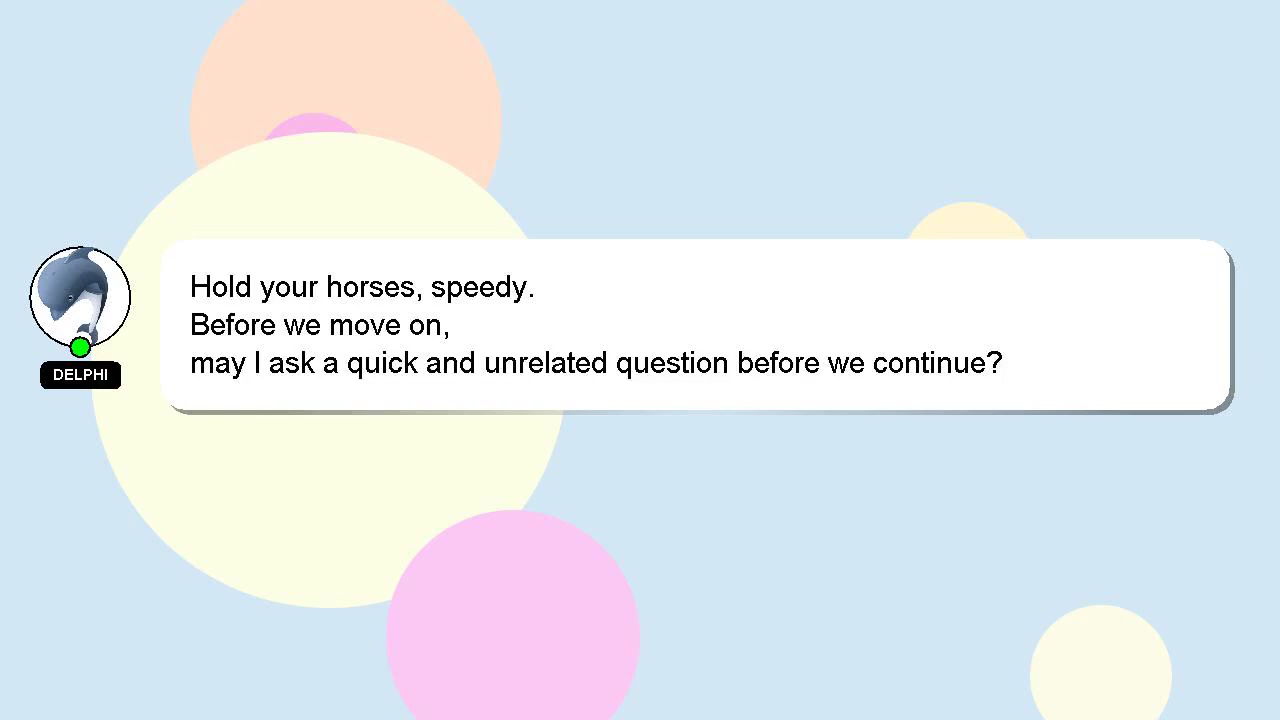 Hold your horses, speedy.
Before we move on,
may I ask a quick and unrelated question before we continue?
DELPHI